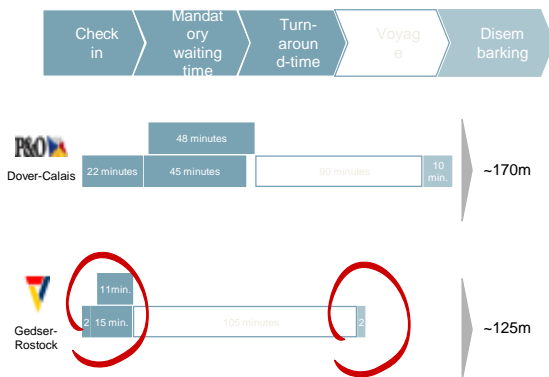 Check
in
Mandat
ory
waiting
time
Turn-
aroun
d-time
Voyag
e
Disem
barking
48 minutes
P&O
Dover-Calais
22 minutes
45 minutes
90 minutes
10
min.
~170m
11min.
2
15 min.
105 minutes
2
Gedser-
Rostock
~125m